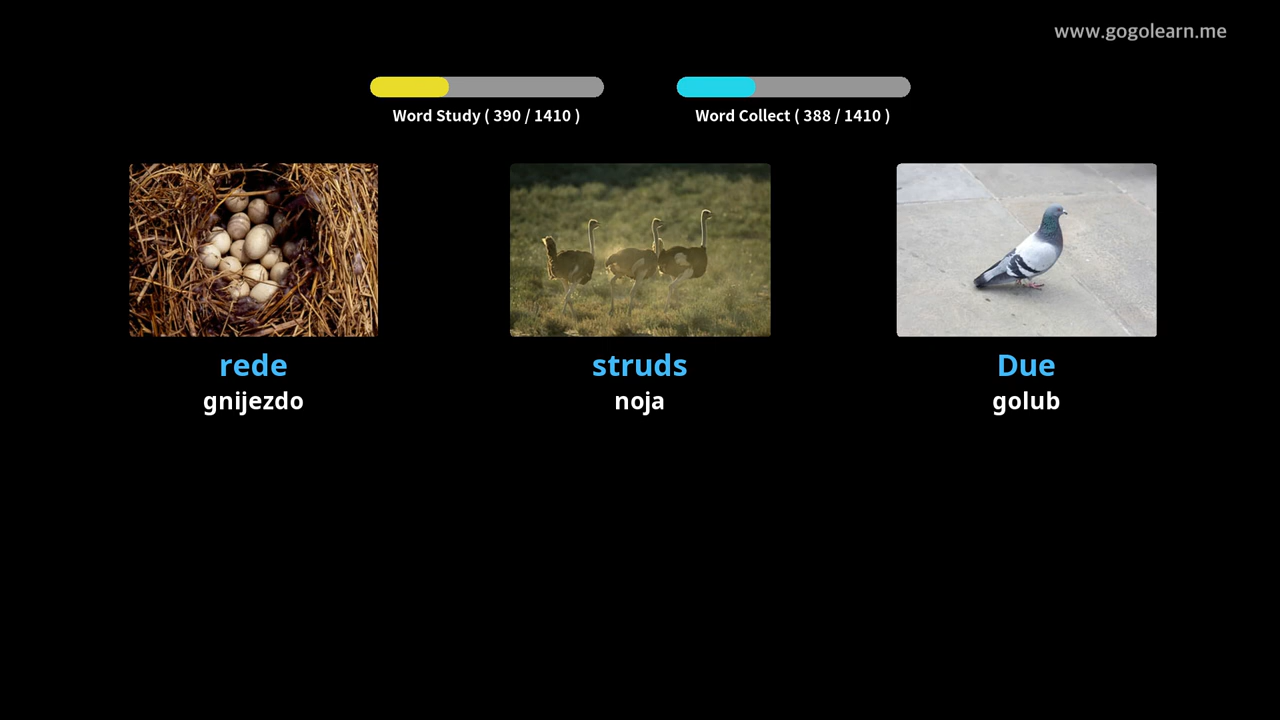 www.gogolearn.me
Word Study ( 390 / 1410 )
Word Collect ( 388 / 1410 )
rede
gnijezdo
struds
noja
Due
golub